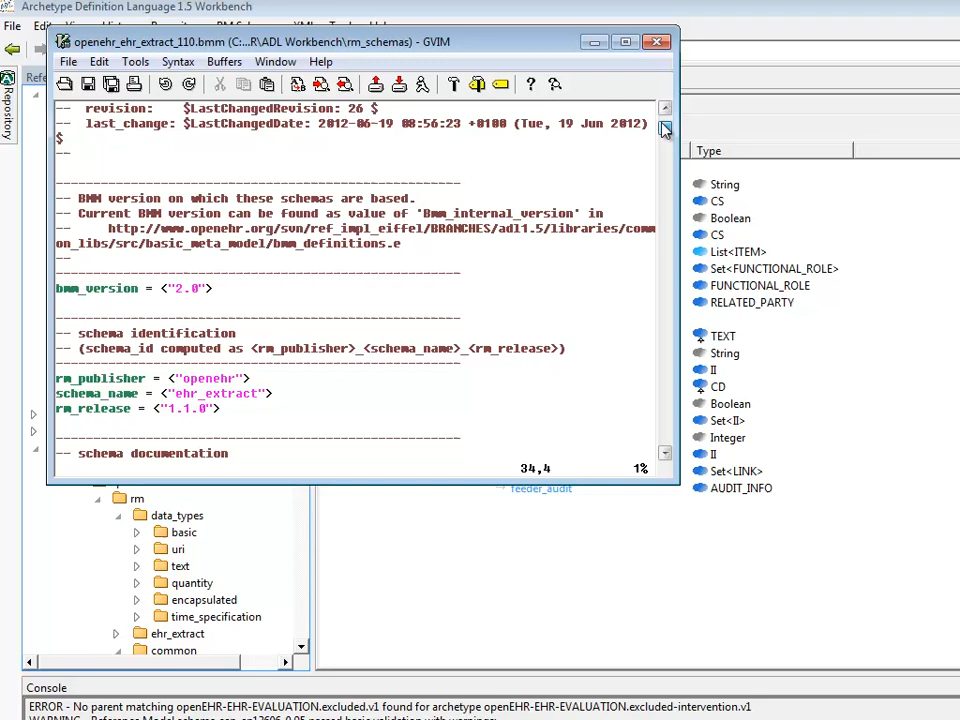 Archetype Definition Language 1.5 Workbench
File
Repository
openehr_ehr_extract_110.bmm (C:...R\ADL Workbench\rm_schemas) - GVIM
File Edit Tools Syntax Buffers Window Help
-- revision: $LastChangedRevision: 26 $
-- last_change: $LastChangedDate: 2012-06-19 08:56:23 +0100 (Tue, 19 Jun 2012)
$
--
------------------------------------------------------
-- BMM version on which these schemas are based.
-- Current BMM version can be found as value of 'Bmm_internal_version' in
-- http://www.openehr.org/svn/ref_impl_eiffel/BRANCHES/adl1.5/libraries/comm
on_libs/src/basic_meta_model/bmm_definitions.e
--
------------------------------------------------------
bmm_version = <"2.0">
------------------------------------------------------
-- schema identification
-- (schema_id computed as <rm_publisher>_<schema_name>_<rm_release>)
------------------------------------------------------
rm_publisher = <"openehr">
schema_name = <"ehr_extract">
rm_release = <"1.1.0">
------------------------------------------------------
-- schema documentation
34,4 1%
Type
String
CS
Boolean
CS
List<ITEM>
Set<FUNCTIONAL_ROLE>
FUNCTIONAL_ROLE
RELATED_PARTY
TEXT
String
II
CD
Boolean
Set<II>
Integer
II
Set<LINK>
feeder_audit AUDIT_INFO
rm
data_types
basic
uri
text
quantity
encapsulated
time_specification
ehr_extract
common
Console
ERROR - No parent matching openEHR-EHR-EVALUATION.excluded.v1 found for archetype openEHR-EHR-EVALUATION.excluded-intervention.v1